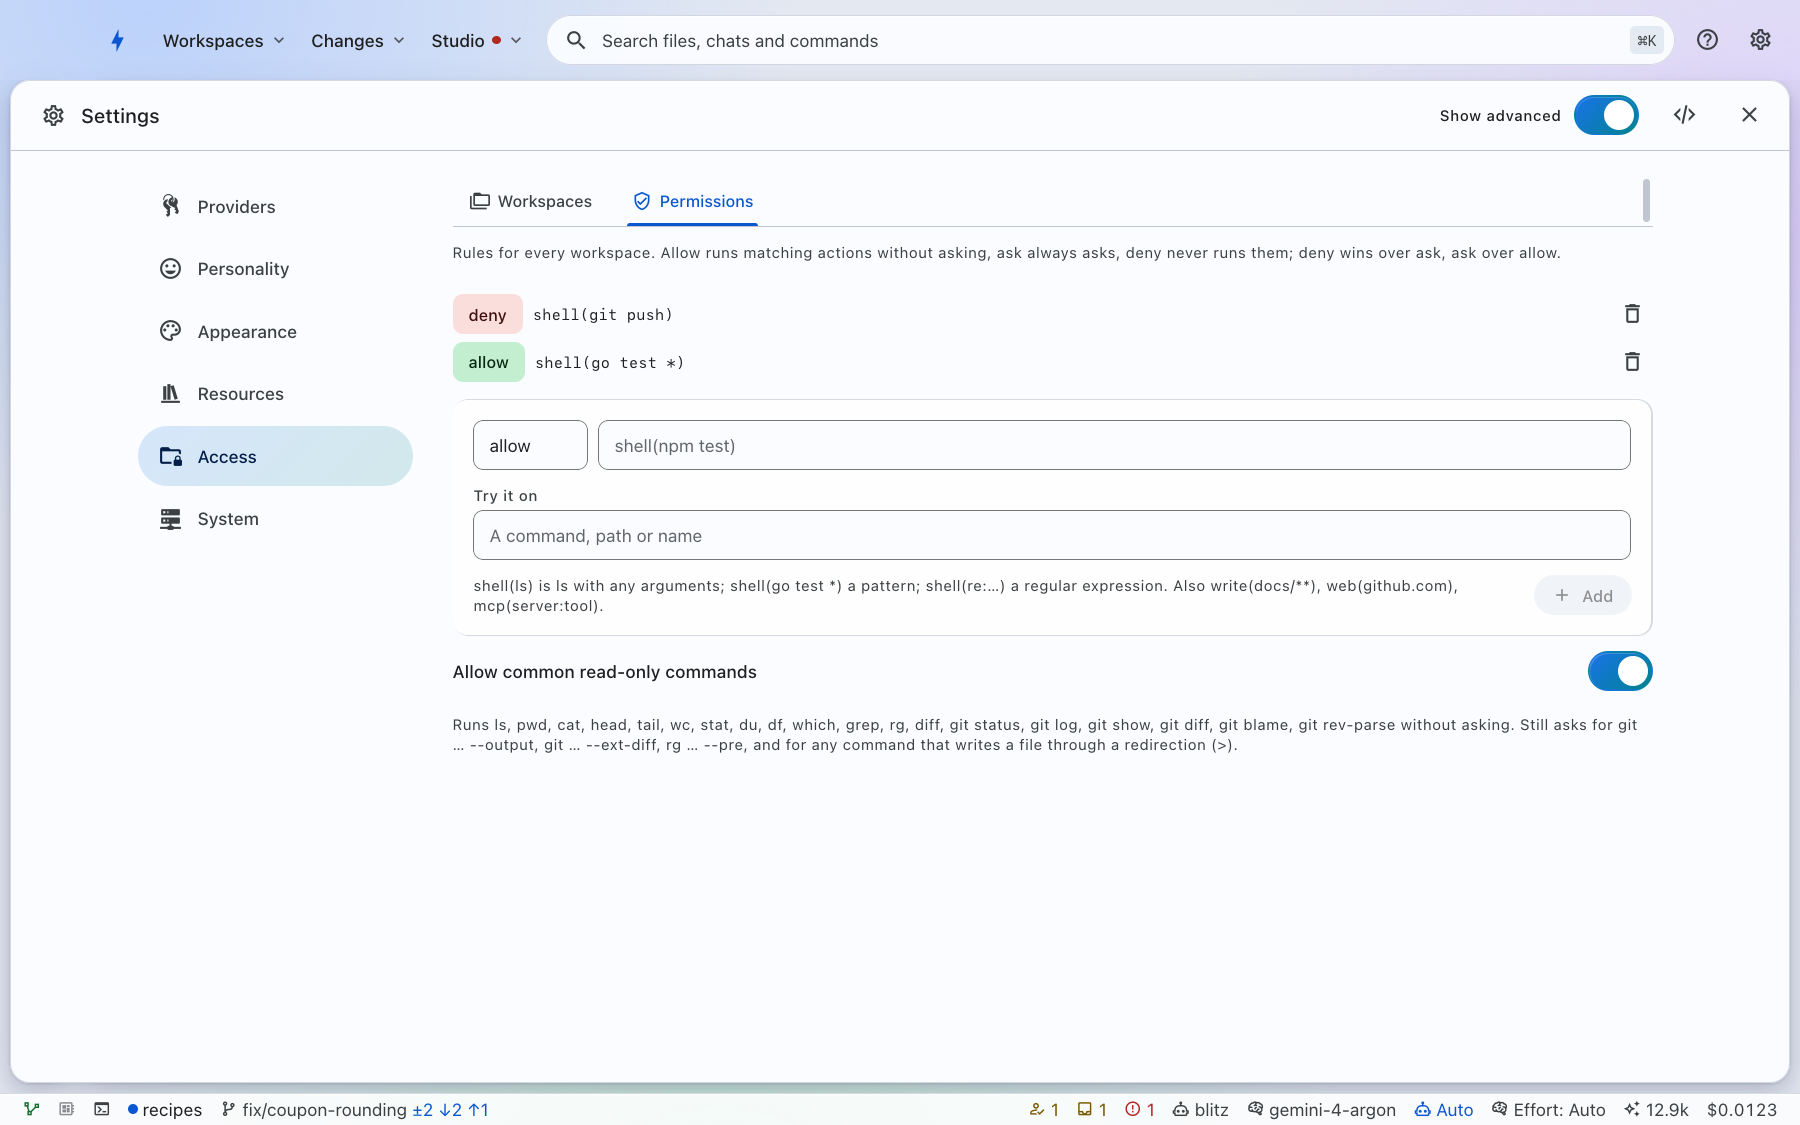 Workspaces Changes Studio Search files, chats and commands ⌘K
Settings Show advanced
Providers
Personality
Appearance
Resources
Access
System
Workspaces Permissions
Rules for every workspace. Allow runs matching actions without asking, ask always asks, deny never runs them; deny wins over ask, ask over allow.
deny shell(git push)
allow shell(go test *)
allow shell(npm test)
Try it on
A command, path or name
shell(ls) is ls with any arguments; shell(go test *) a pattern; shell(re:…) a regular expression. Also write(docs/**), web(github.com),
mcp(server:tool).
+ Add
Allow common read-only commands
Runs ls, pwd, cat, head, tail, wc, stat, du, df, which, grep, rg, diff, git status, git log, git show, git diff, git blame, git rev-parse without asking. Still asks for git
… --output, git … --ext-diff, rg … --pre, and for any command that writes a file through a redirection (>).
recipes fix/coupon-rounding ±2 ↓2 ↑1 1 1 1 blitz gemini-4-argon Auto Effort: Auto 12.9k $0.0123